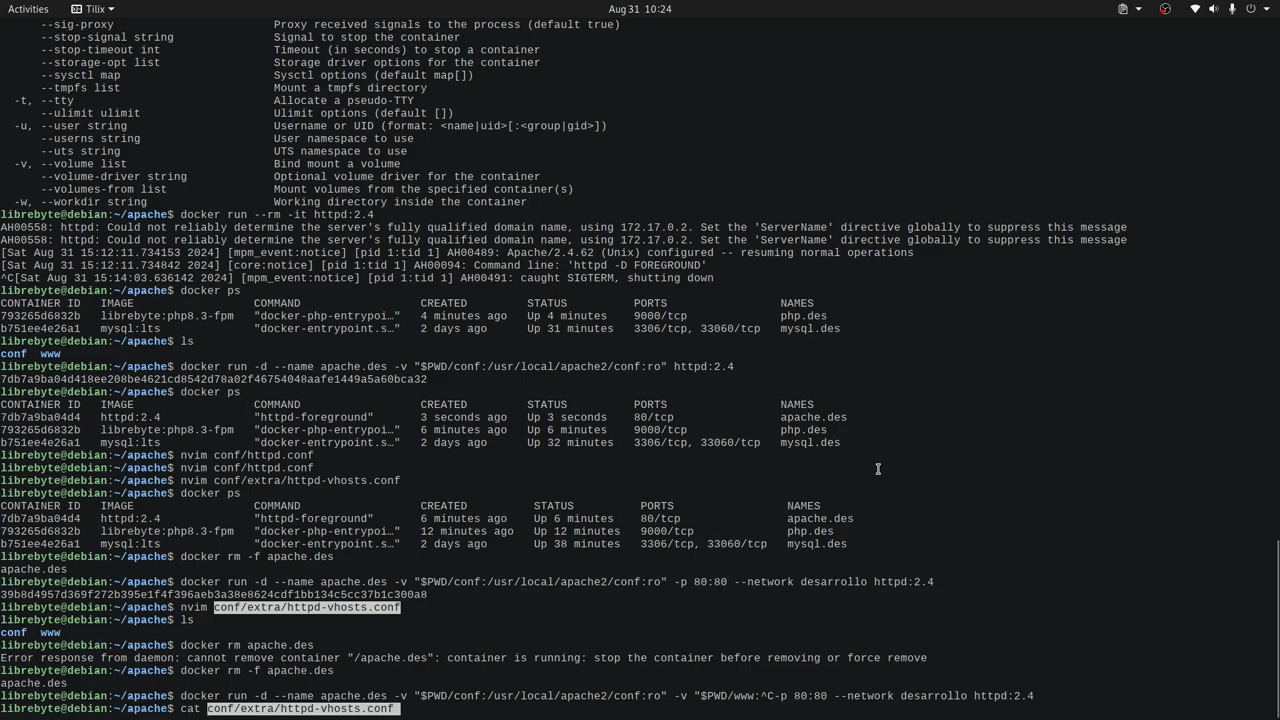 Activities
Tilix
Aug 31 10:24
--sig-proxy Proxy received signals to the process (default true)
--stop-signal string Signal to stop the container
--stop-timeout int Timeout (in seconds) to stop a container
--storage-opt list Storage driver options for the container
--sysctl map Sysctl options (default map[])
--tmpfs list Mount a tmpfs directory
-t, --tty Allocate a pseudo-TTY
--ulimit ulimit Ulimit options (default [])
-u, --user string Username or UID (format: <name|uid>[:<group|gid>])
--userns string User namespace to use
--uts string UTS namespace to use
-v, --volume list Bind mount a volume
--volume-driver string Optional volume driver for the container
--volumes-from list Mount volumes from the specified container(s)
-w, --workdir string Working directory inside the container
librebyte@debian:~/apache$ docker run --rm -it httpd:2.4
AH00558: httpd: Could not reliably determine the server's fully qualified domain name, using 172.17.0.2. Set the 'ServerName' directive globally to suppress this message
AH00558: httpd: Could not reliably determine the server's fully qualified domain name, using 172.17.0.2. Set the 'ServerName' directive globally to suppress this message
[Sat Aug 31 15:12:11.734153 2024] [mpm_event:notice] [pid 1:tid 1] AH00489: Apache/2.4.62 (Unix) configured -- resuming normal operations
[Sat Aug 31 15:12:11.734842 2024] [core:notice] [pid 1:tid 1] AH00094: Command line: 'httpd -D FOREGROUND'
^C[Sat Aug 31 15:14:03.636142 2024] [mpm_event:notice] [pid 1:tid 1] AH00491: caught SIGTERM, shutting down
librebyte@debian:~/apache$ docker ps
CONTAINER ID IMAGE COMMAND CREATED STATUS PORTS NAMES
793265d6832b librebyte:php8.3-fpm "docker-php-entrypoi…" 4 minutes ago Up 4 minutes 9000/tcp php.des
b751ee4e26a1 mysql:lts "docker-entrypoint.s…" 2 days ago Up 31 minutes 3306/tcp, 33060/tcp mysql.des
librebyte@debian:~/apache$ ls
conf www
librebyte@debian:~/apache$ docker run -d --name apache.des -v "$PWD/conf:/usr/local/apache2/conf:ro" httpd:2.4
7db7a9ba04d418ee208be4621cd8542d78a02f46754048aafe1449a5a60bca32
librebyte@debian:~/apache$ docker ps
CONTAINER ID IMAGE COMMAND CREATED STATUS PORTS NAMES
7db7a9ba04d4 httpd:2.4 "httpd-foreground" 3 seconds ago Up 3 seconds 80/tcp apache.des
793265d6832b librebyte:php8.3-fpm "docker-php-entrypoi…" 6 minutes ago Up 6 minutes 9000/tcp php.des
b751ee4e26a1 mysql:lts "docker-entrypoint.s…" 2 days ago Up 32 minutes 3306/tcp, 33060/tcp mysql.des
librebyte@debian:~/apache$ nvim conf/httpd.conf
librebyte@debian:~/apache$ nvim conf/httpd.conf
librebyte@debian:~/apache$ nvim conf/extra/httpd-vhosts.conf
librebyte@debian:~/apache$ docker ps
CONTAINER ID IMAGE COMMAND CREATED STATUS PORTS NAMES
7db7a9ba04d4 httpd:2.4 "httpd-foreground" 6 minutes ago Up 6 minutes 80/tcp apache.des
793265d6832b librebyte:php8.3-fpm "docker-php-entrypoi…" 12 minutes ago Up 12 minutes 9000/tcp php.des
b751ee4e26a1 mysql:lts "docker-entrypoint.s…" 2 days ago Up 38 minutes 3306/tcp, 33060/tcp mysql.des
librebyte@debian:~/apache$ docker rm -f apache.des
apache.des
librebyte@debian:~/apache$ docker run -d --name apache.des -v "$PWD/conf:/usr/local/apache2/conf:ro" -p 80:80 --network desarrollo httpd:2.4
39b8d4957d369f272b395e1f4f396aeb3a38e8624cdf1bb134c5cc37b1c300a8
librebyte@debian:~/apache$ nvim conf/extra/httpd-vhosts.conf
librebyte@debian:~/apache$ ls
conf www
librebyte@debian:~/apache$ docker rm apache.des
Error response from daemon: cannot remove container "/apache.des": container is running: stop the container before removing or force remove
librebyte@debian:~/apache$ docker rm -f apache.des
apache.des
librebyte@debian:~/apache$ docker run -d --name apache.des -v "$PWD/conf:/usr/local/apache2/conf:ro" -v "$PWD/www:^C-p 80:80 --network desarrollo httpd:2.4
librebyte@debian:~/apache$ cat conf/extra/httpd-vhosts.conf